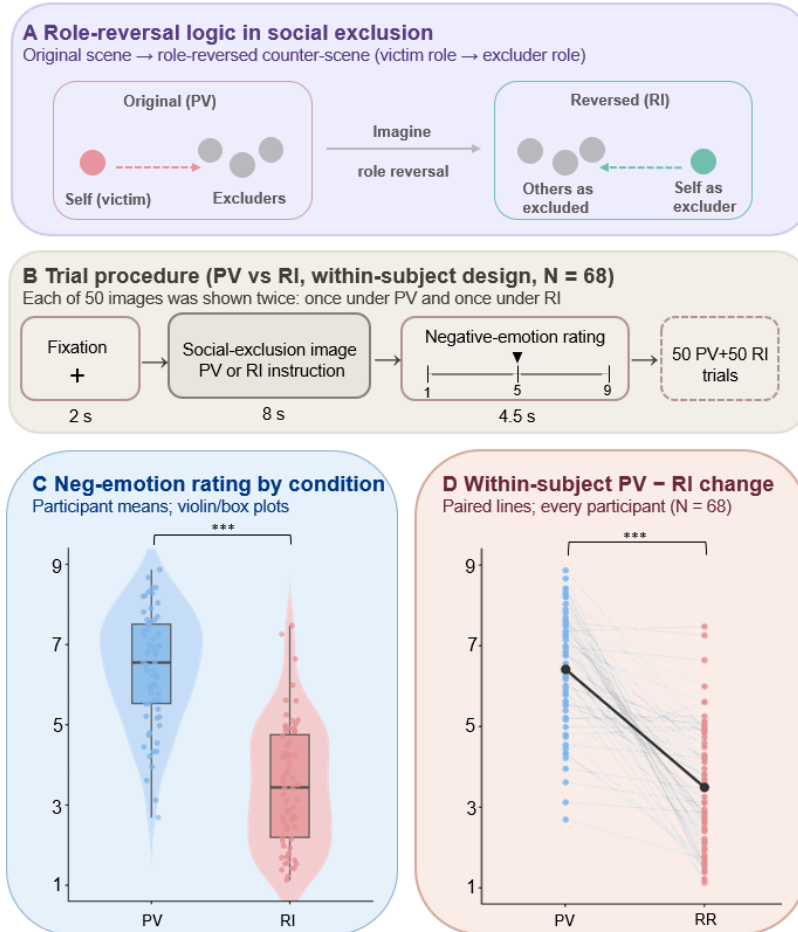 A Role-reversal logic in social exclusion
Original scene → role-reversed counter-scene (victim role → excluder role)
Original (PV)
Self (victim)
Excluders
Imagine
role reversal
Reversed (RI)
Others as
excluded
Self as
excluder
B Trial procedure (PV vs RI, within-subject design, N = 68)
Each of 50 images was shown twice: once under PV and once under RI
Fixation
+
2 s
Social-exclusion image
PV or RI instruction
8 s
Negative-emotion rating
1
5
9
4.5 s
50 PV+50 RI
trials
C Neg-emotion rating by condition
Participant means; violin/box plots
***
9
7
5
3
1
PV
RI
D Within-subject PV − RI change
Paired lines; every participant (N = 68)
***
9
7
5
3
1
PV
RR